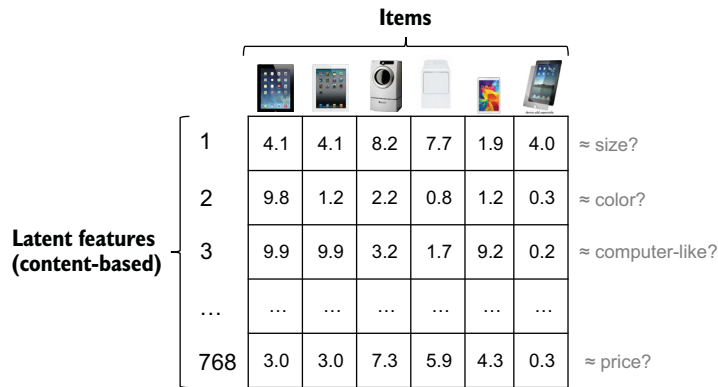 Items
1 4.1 4.1 8.2 7.7 1.9 4.0 ≈ size?
2 9.8 1.2 2.2 0.8 1.2 0.3 ≈ color?
Latent features
(content-based)
3 9.9 9.9 3.2 1.7 9.2 0.2 ≈ computer-like?
... ... ... ... ... ... ...
768 3.0 3.0 7.3 5.9 4.3 0.3 ≈ price?